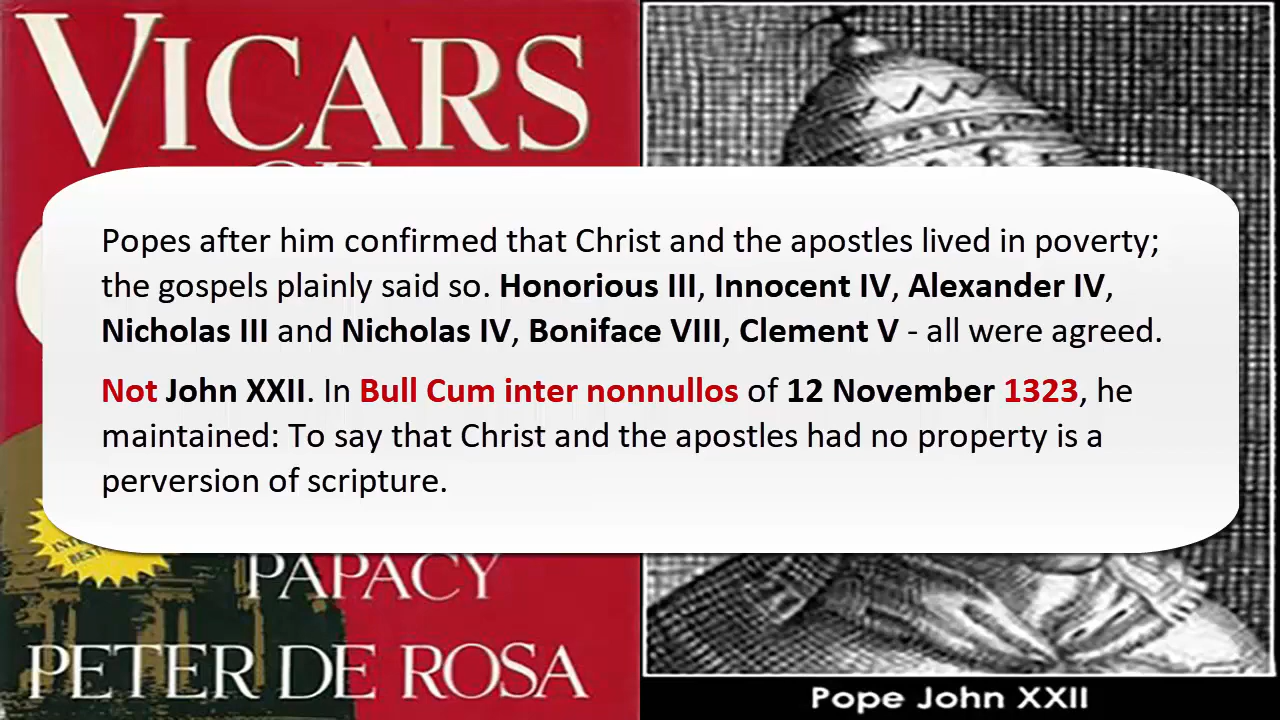 VICARS
OF
Popes after him confirmed that Christ and the apostles lived in poverty;
the gospels plainly said so. Honorious III, Innocent IV, Alexander IV,
Nicholas III and Nicholas IV, Boniface VIII, Clement V - all were agreed.
Not John XXII. In Bull Cum inter nonnullos of 12 November 1323, he
maintained: To say that Christ and the apostles had no property is a
perversion of scripture.
PAPACY
PETER DE ROSA
Pope John XXII